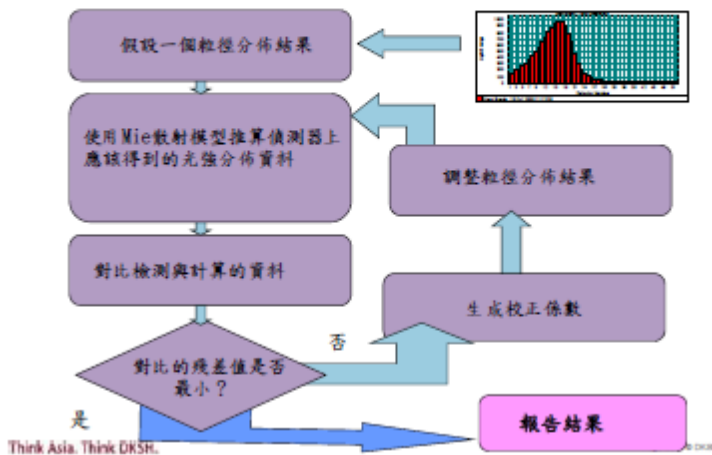 假設一個粒徑分佈結果
使用Mie散射模型推算偵測器上
應該得到的光強分佈資料
調整粒徑分佈結果
對比檢測與計算的資料
生成校正係數
否
對比的殘差值是否
最小？
是
報告結果
Think Asia. Think DKSH.